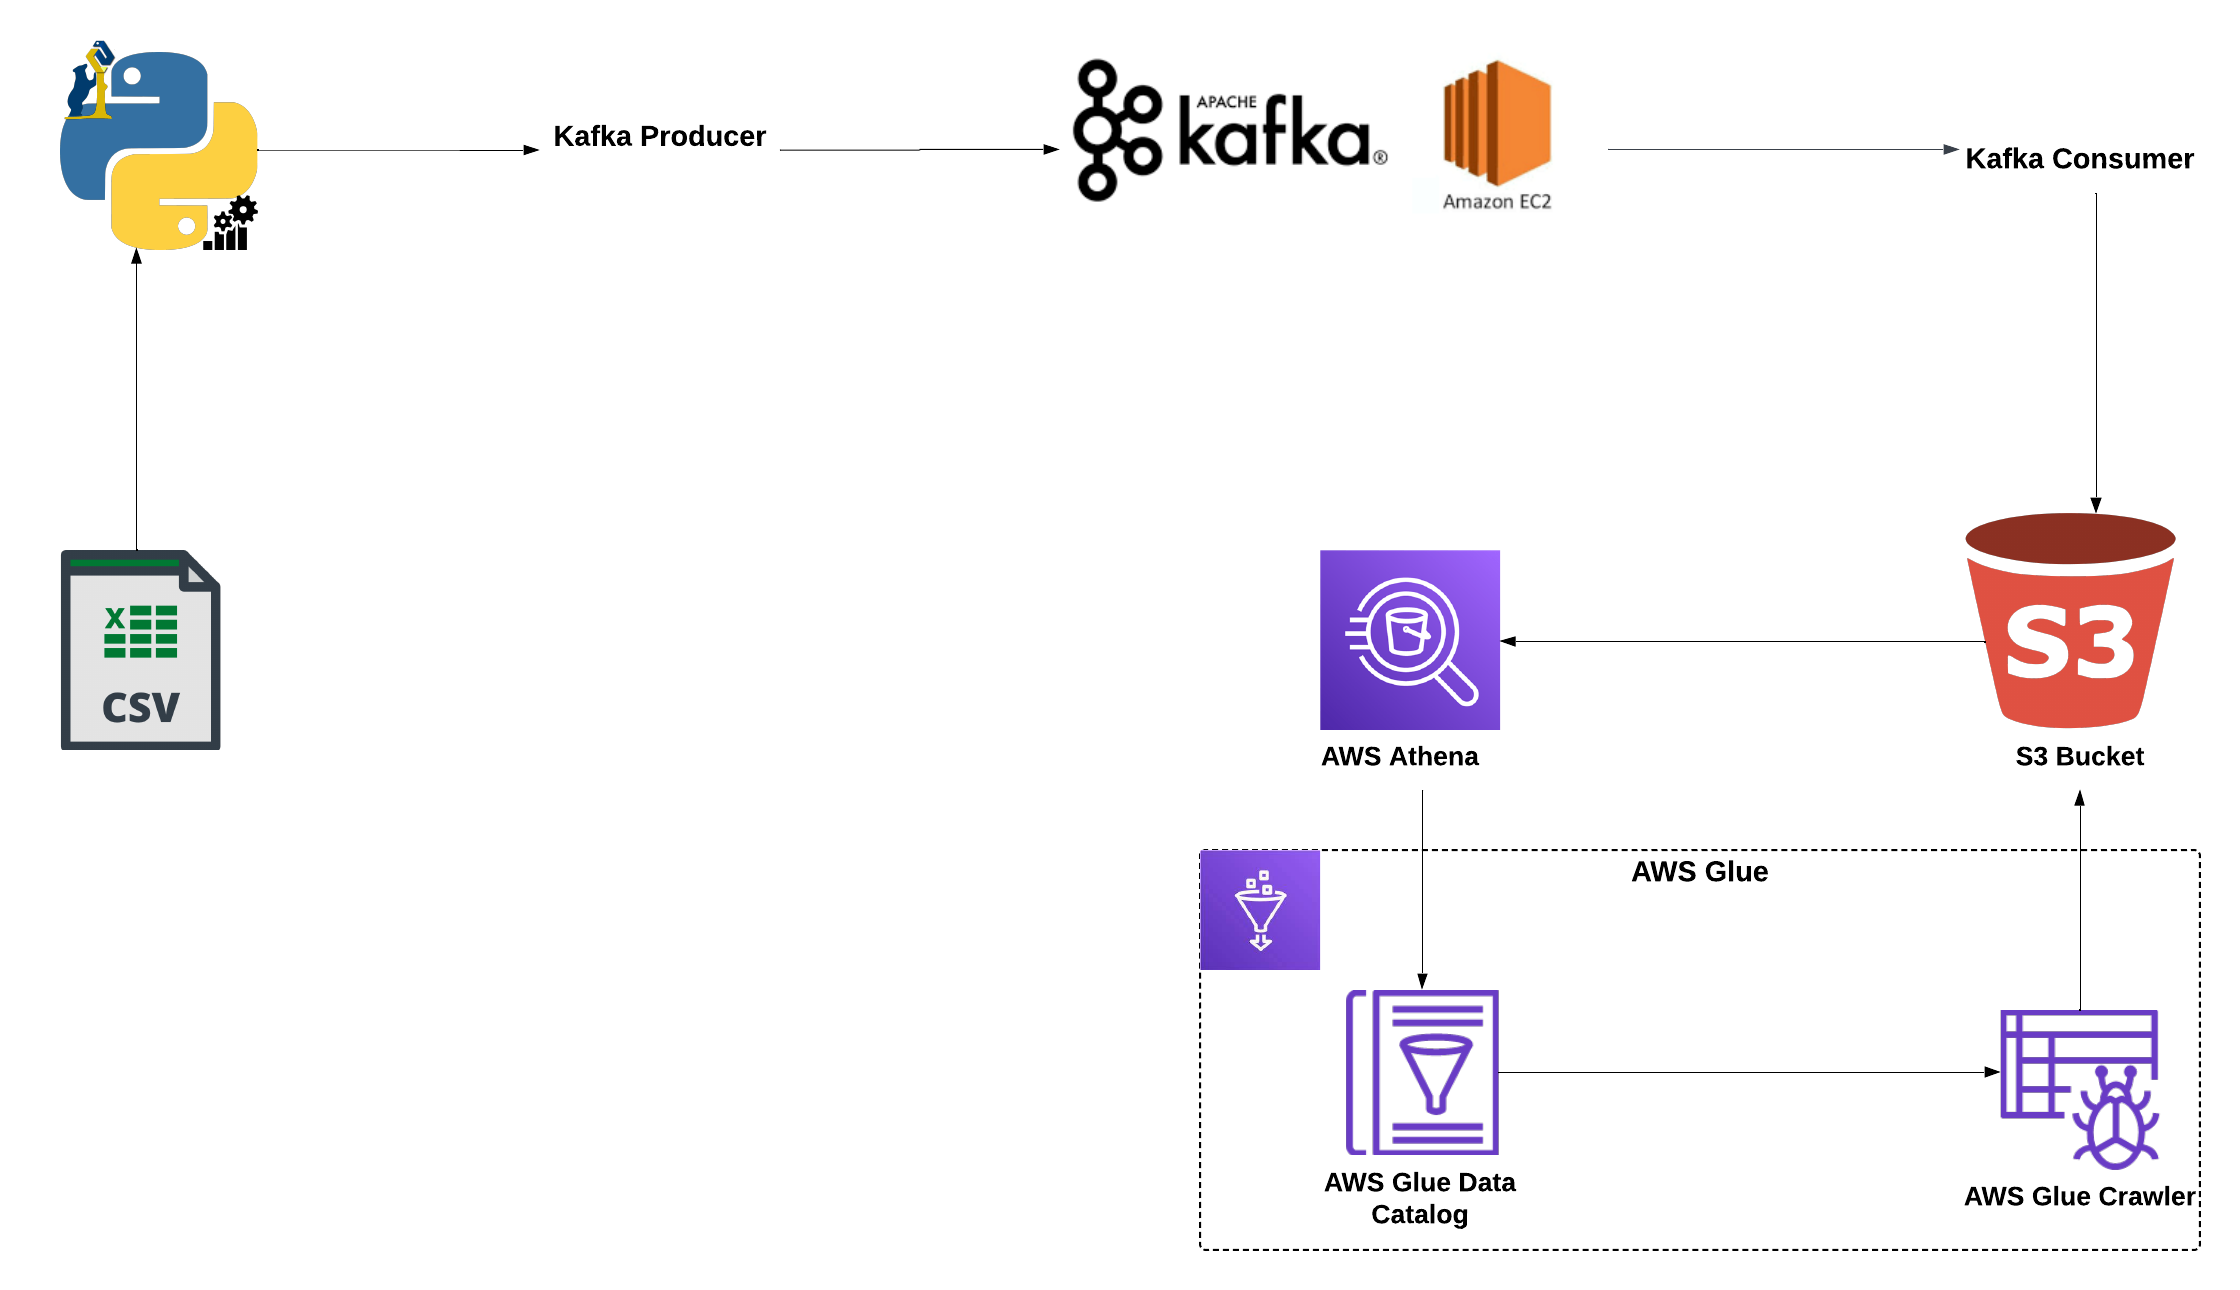 Kafka Producer
APACHE
kafka®
Amazon EC2
Kafka Consumer
X
CSV
S3
AWS Athena
S3 Bucket
AWS Glue
AWS Glue Data
Catalog
AWS Glue Crawler